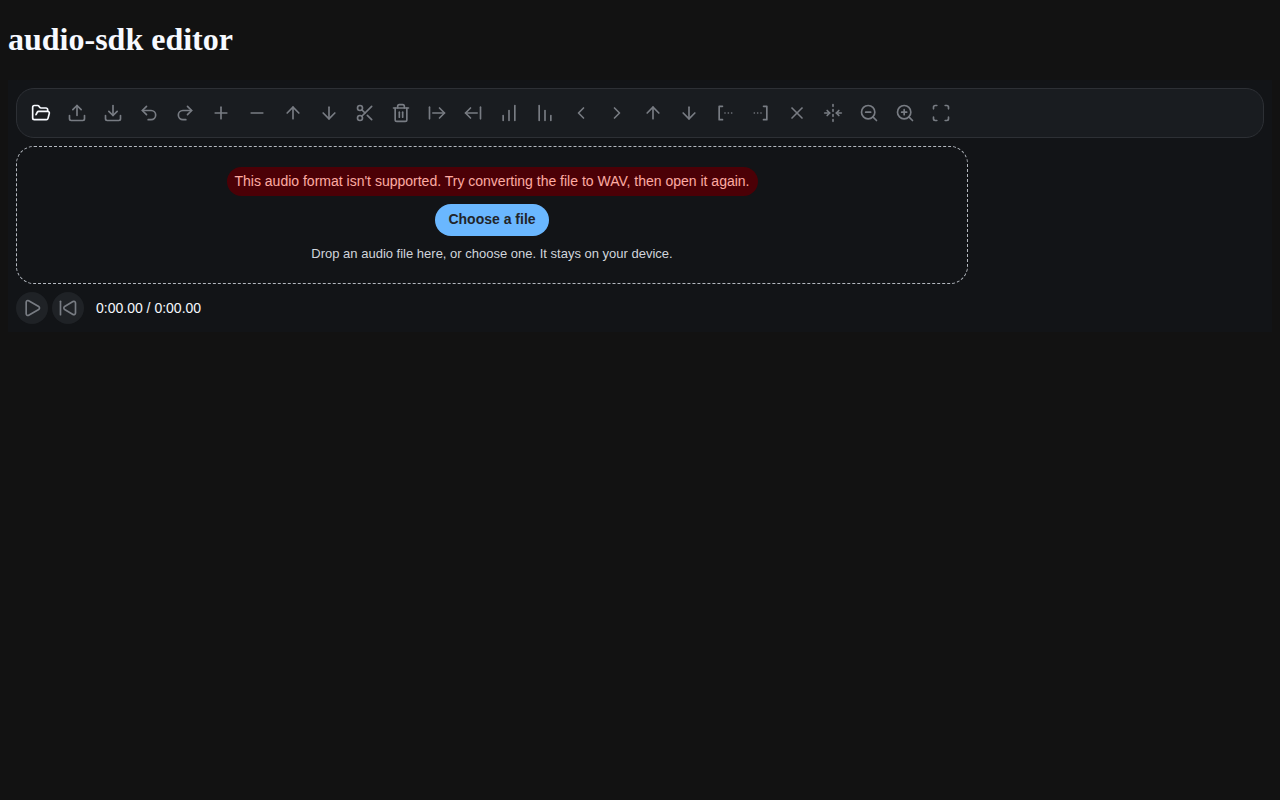 audio-sdk editor
This audio format isn't supported. Try converting the file to WAV, then open it again.
Choose a file
Drop an audio file here, or choose one. It stays on your device.
0:00.00 / 0:00.00